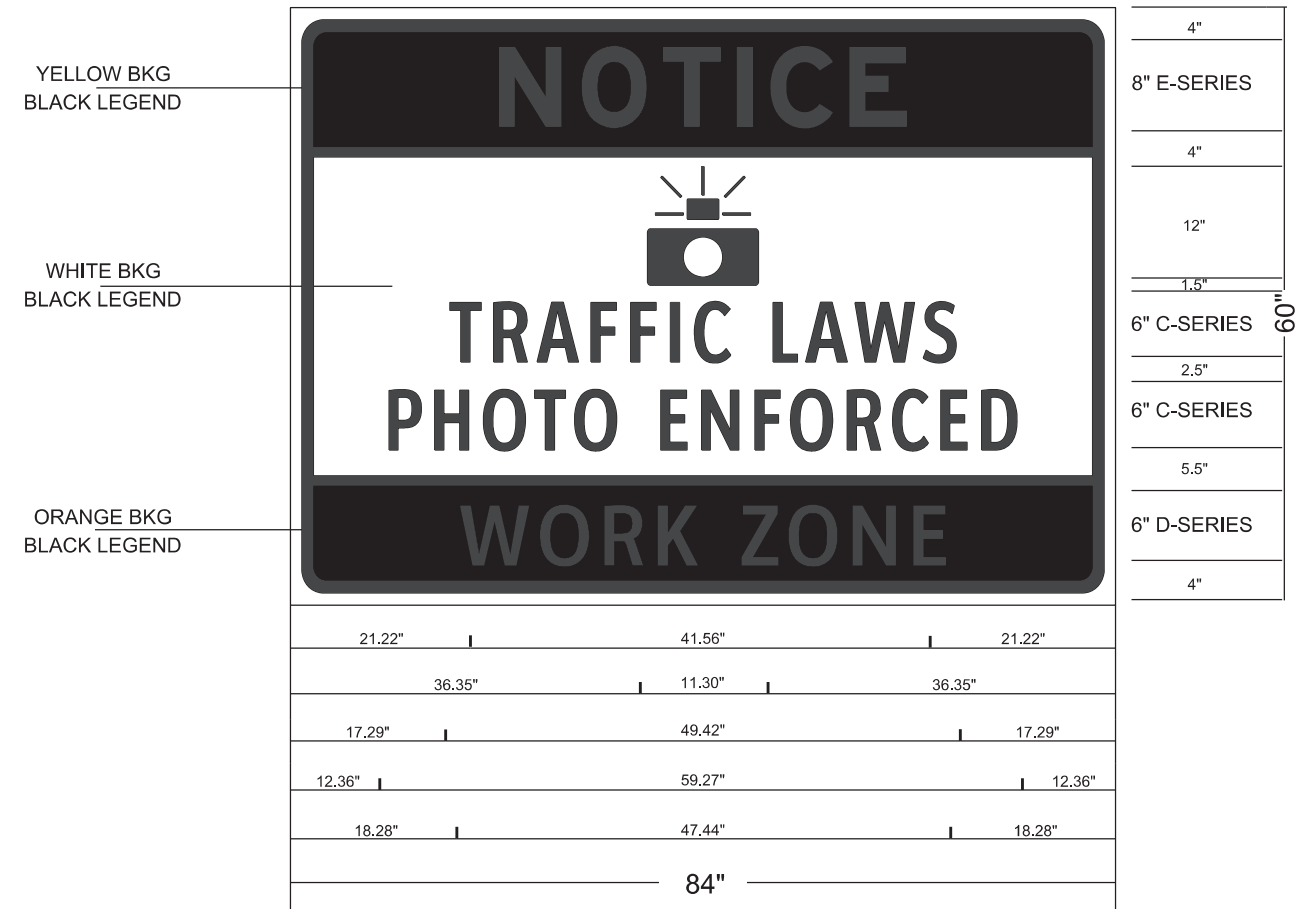 YELLOW BKG
BLACK LEGEND
WHITE BKG
BLACK LEGEND
ORANGE BKG
BLACK LEGEND
NOTICE
TRAFFIC LAWS
PHOTO ENFORCED
WORK ZONE
4"
8" E-SERIES
4"
12"
1.5"
6" C-SERIES
2.5"
6" C-SERIES
5.5"
6" D-SERIES
4"
60"
21.22" 41.56" 21.22"
36.35" 11.30" 36.35"
17.29" 49.42" 17.29"
12.36" 59.27" 12.36"
18.28" 47.44" 18.28"
84"